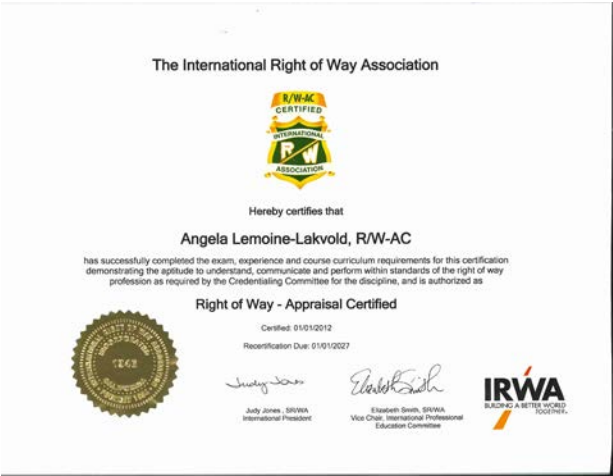 The International Right of Way Association
R/W-AC
CERTIFIED
INTERNATIONAL
R W
ASSOCIATION
Hereby certifies that
Angela Lemoine-Lakvold, R/W-AC
has successfully completed the exam, experience and course curriculum requirements for this certification
demonstrating the aptitude to understand, communicate and perform within standards of the right of way
profession as required by the Credentialing Committee for the discipline, and is authorized as
Right of Way - Appraisal Certified
Certified: 01/01/2012
Recertification Due: 01/01/2027
Judy Jones
Elizabeth Smith
Judy Jones , SR/WA
International President
Elizabeth Smith, SR/WA
Vice Chair, International Professional
Education Committee
IRWA
BUILDING A BETTER WORLD
TOGETHER.